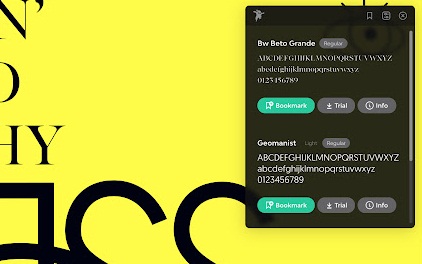 N'
O
HY
ESS
Bw Beto Grande Regular
ABCDEFGHIJKLMNOPQRSTUVWXYZ
abcdefghijklmnopqrstuvwxyz
0123456789
Bookmark Trial Info
Geomanist Light Regular
ABCDEFGHIJKLMNOPQRSTUVWXYZ
abcdefghijklmnopqrstuvwxyz
0123456789
Bookmark Trial Info